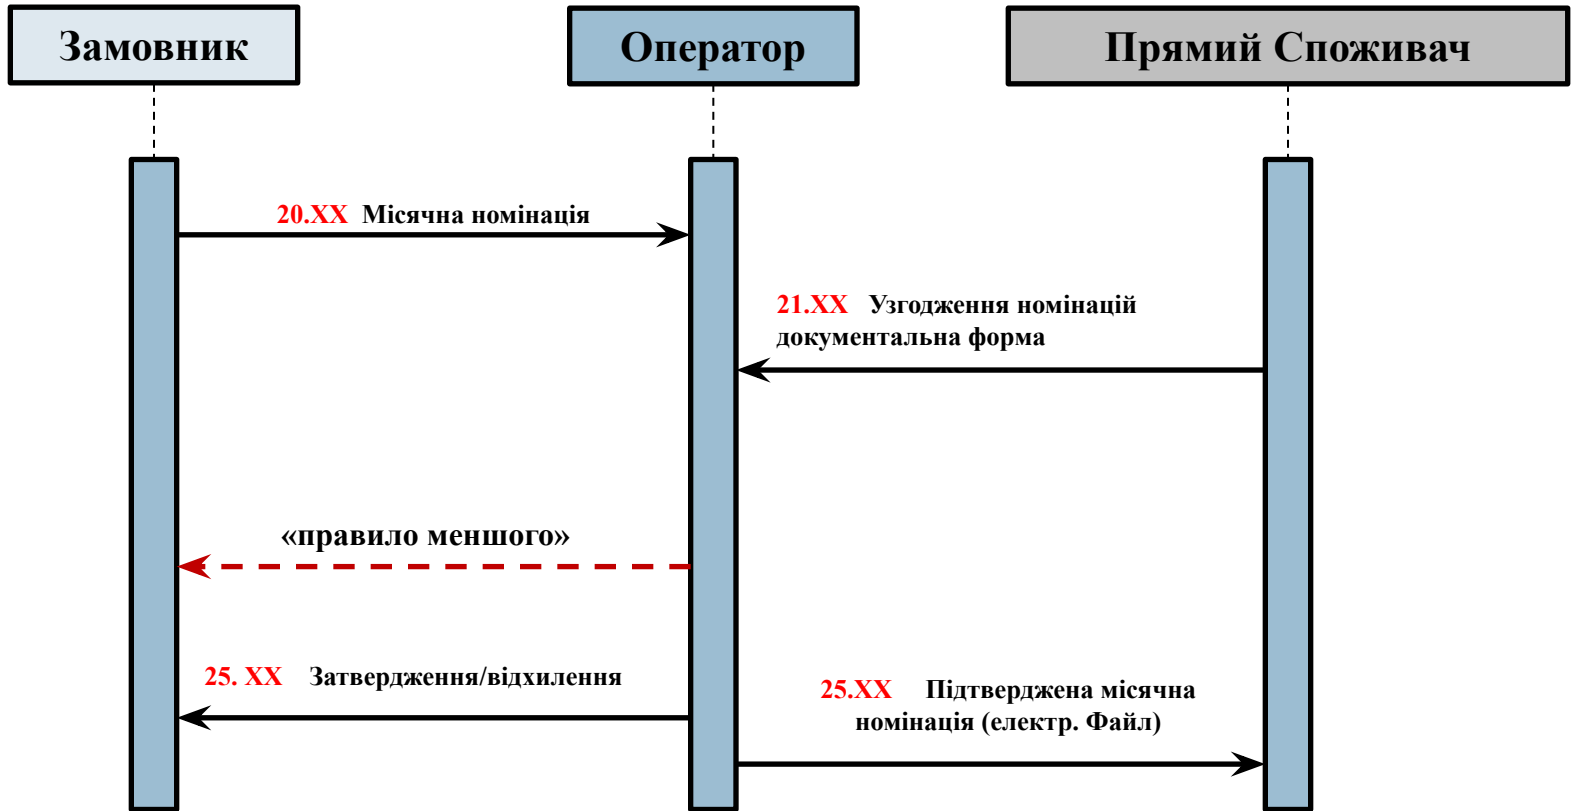 Замовник
Оператор
Прямий Споживач
20.XX Місячна номінація
21.XX Узгодження номінацій
документальна форма
«правило меншого»
25. XX Затвердження/відхилення
25.XX Підтверджена місячна
номінація (електр. Файл)